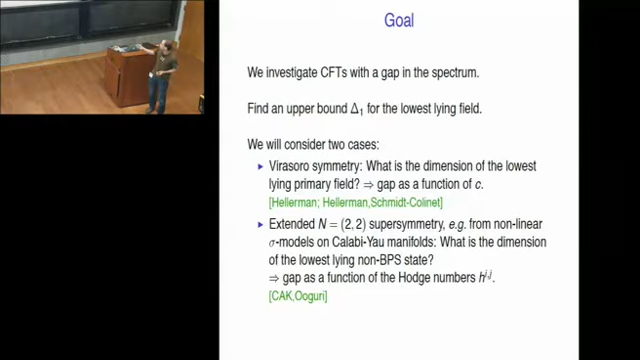 Goal
We investigate CFTs with a gap in the spectrum.
Find an upper bound Δ₁ for the lowest lying field.
We will consider two cases:
▸ Virasoro symmetry: What is the dimension of the lowest
lying primary field? ⇒ gap as a function of c.
[Hellerman; Hellerman,Schmidt-Colinet]
▸ Extended N = (2, 2) supersymmetry, e.g. from non-linear
σ-models on Calabi-Yau manifolds: What is the dimension
of the lowest lying non-BPS state?
⇒ gap as a function of the Hodge numbers hⁱ,ʲ.
[CAK,Ooguri]